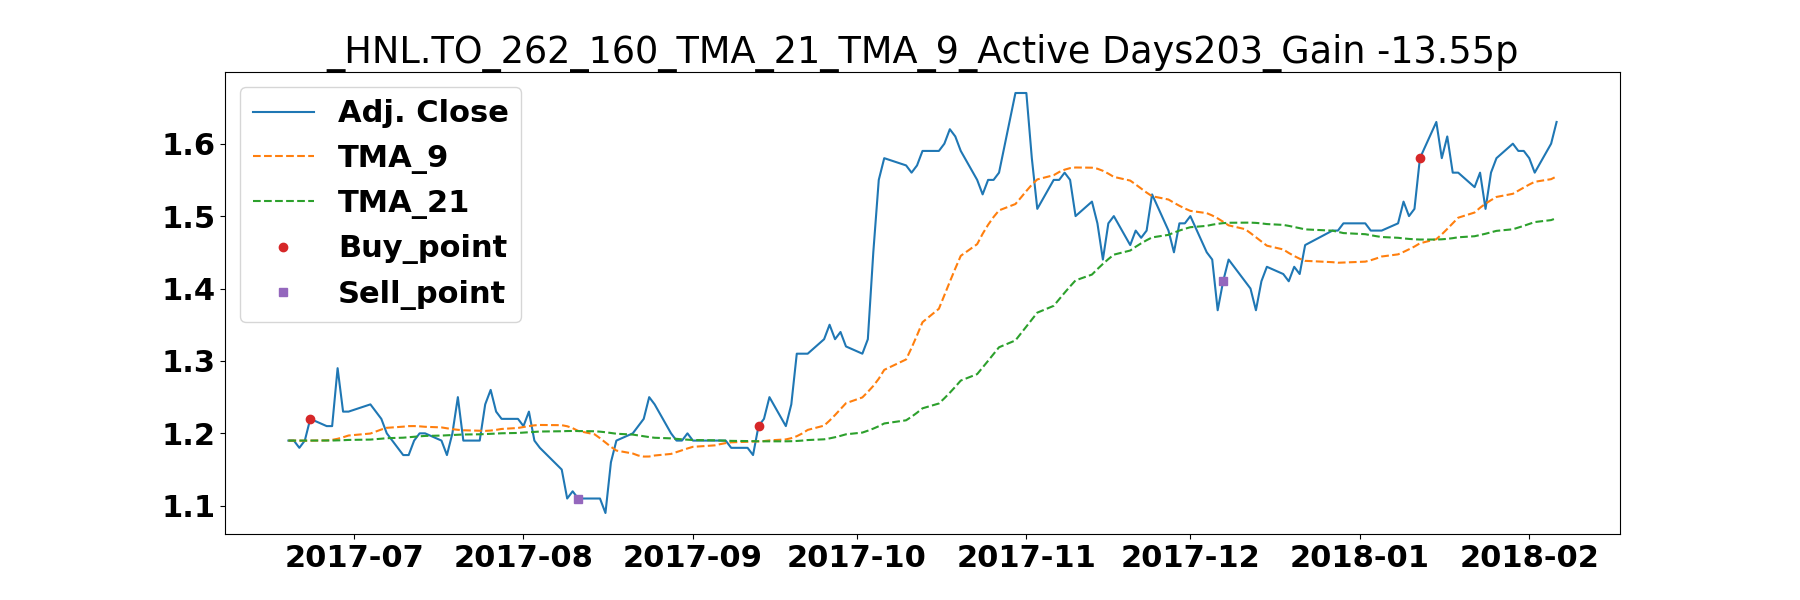 _HNL.TO_262_160_TMA_21_TMA_9_Active Days203_Gain -13.55p
Adj. Close
TMA_9
TMA_21
Buy_point
Sell_point
1.6
1.5
1.4
1.3
1.2
1.1
2017-07 2017-08 2017-09 2017-10 2017-11 2017-12 2018-01 2018-02